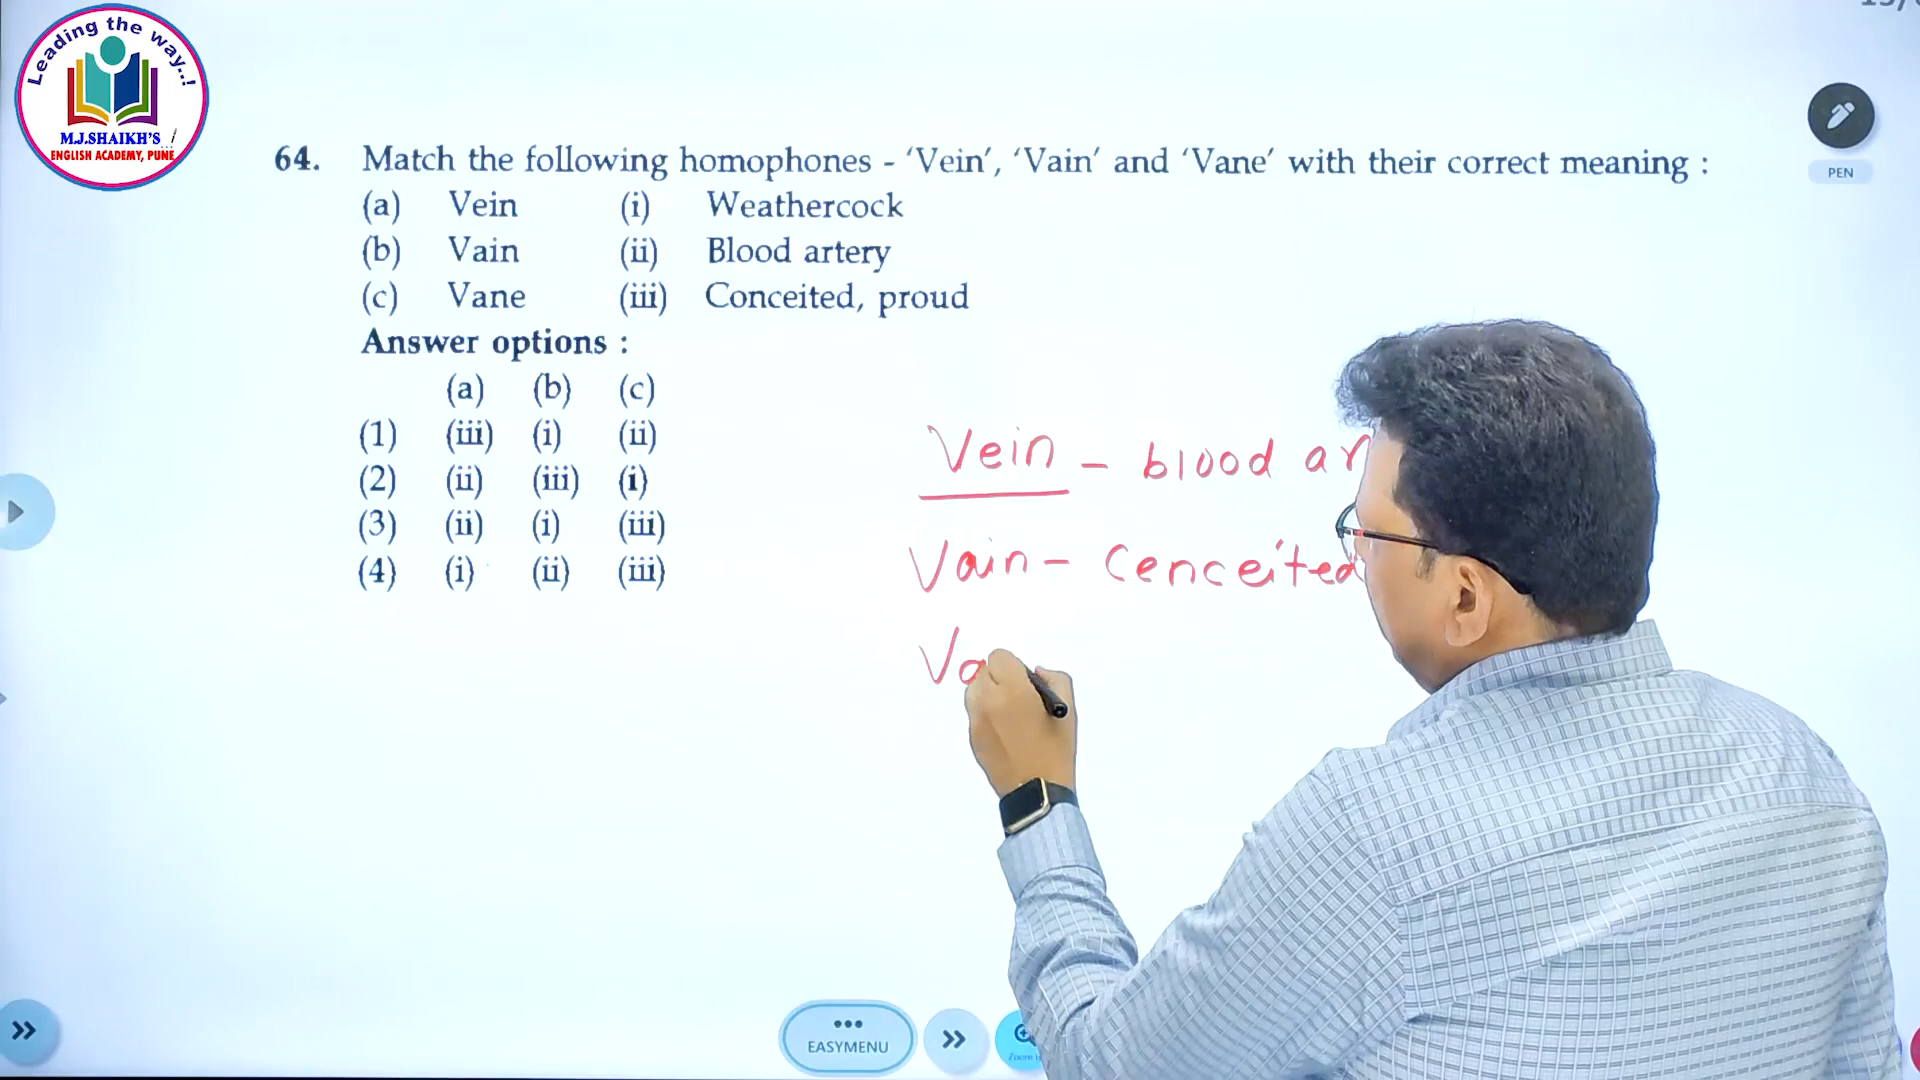 Leading the way..!
M.J.SHAIKH'S
ENGLISH ACADEMY, PUNE
PEN
64. Match the following homophones - ‘Vein’, ‘Vain’ and ‘Vane’ with their correct meaning :
(a) Vein (i) Weathercock
(b) Vain (ii) Blood artery
(c) Vane (iii) Conceited, proud
Answer options :
(a) (b) (c)
(1) (iii) (i) (ii)
(2) (ii) (iii) (i)
(3) (ii) (i) (iii)
(4) (i) (ii) (iii)
Vein – blood ar
Vain – Cenceited
Va
EASYMENU